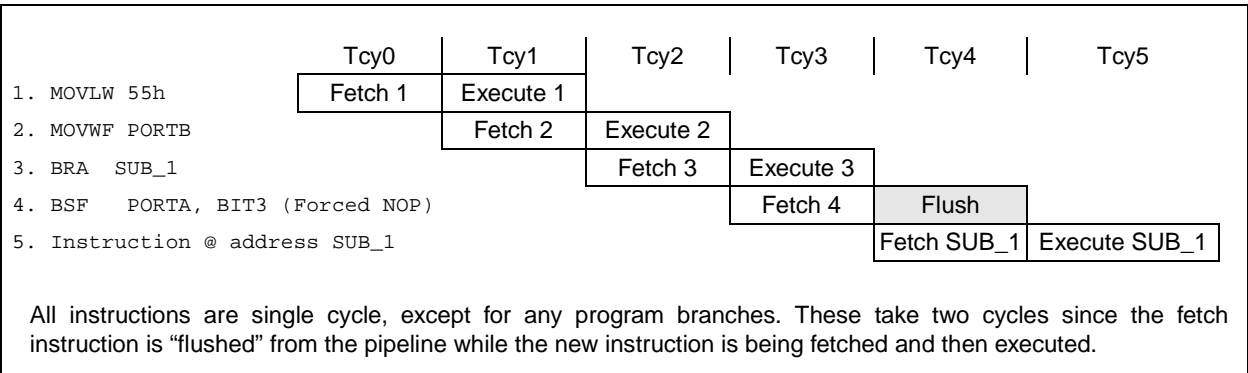 Tcy0 Tcy1 Tcy2 Tcy3 Tcy4 Tcy5
1. MOVLW 55h Fetch 1 Execute 1
2. MOVWF PORTB Fetch 2 Execute 2
3. BRA SUB_1 Fetch 3 Execute 3
4. BSF PORTA, BIT3 (Forced NOP) Fetch 4 Flush
5. Instruction @ address SUB_1 Fetch SUB_1 Execute SUB_1
All instructions are single cycle, except for any program branches. These take two cycles since the fetch
instruction is “flushed” from the pipeline while the new instruction is being fetched and then executed.